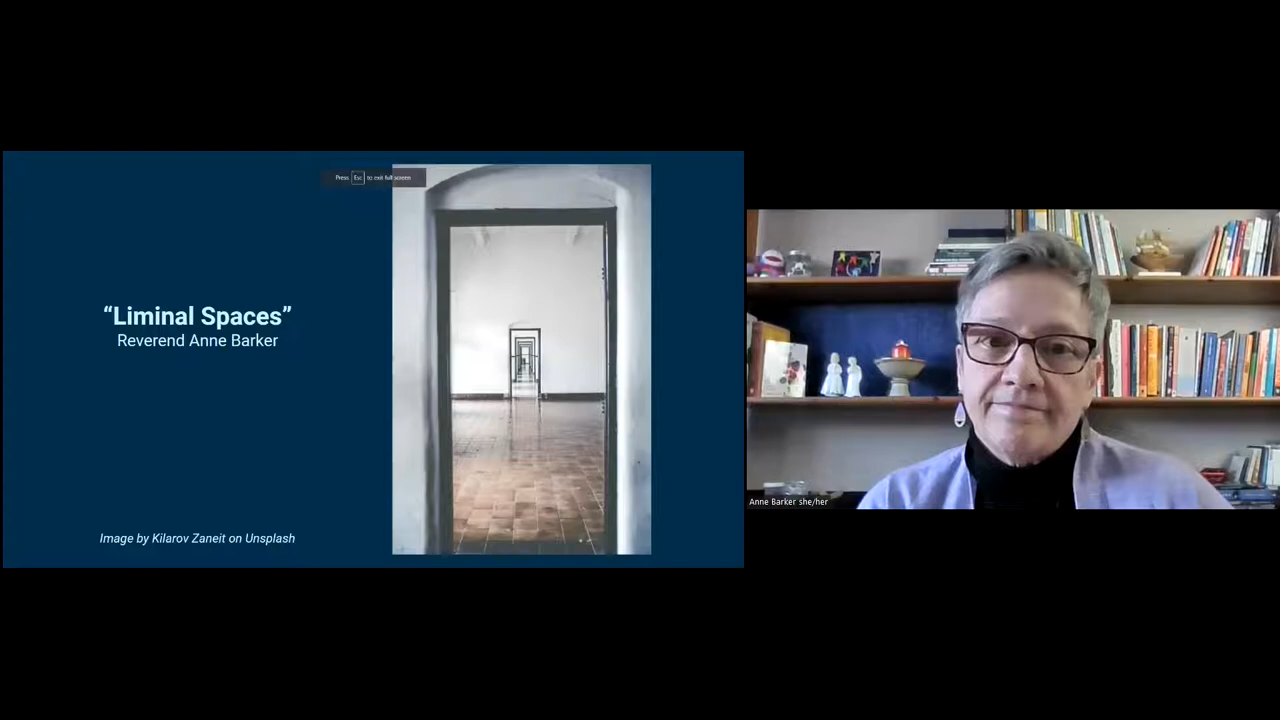 Press Esc to exit full screen
“Liminal Spaces”
Reverend Anne Barker
Image by Kilarov Zaneit on Unsplash
Anne Barker she/her